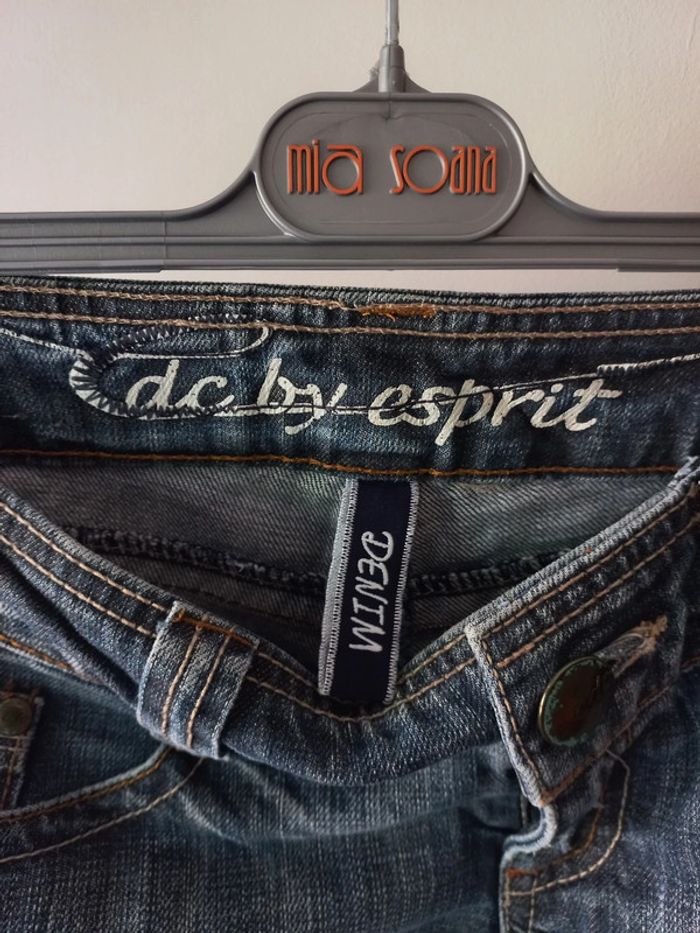 mia soana
dc by esprit
DENIM